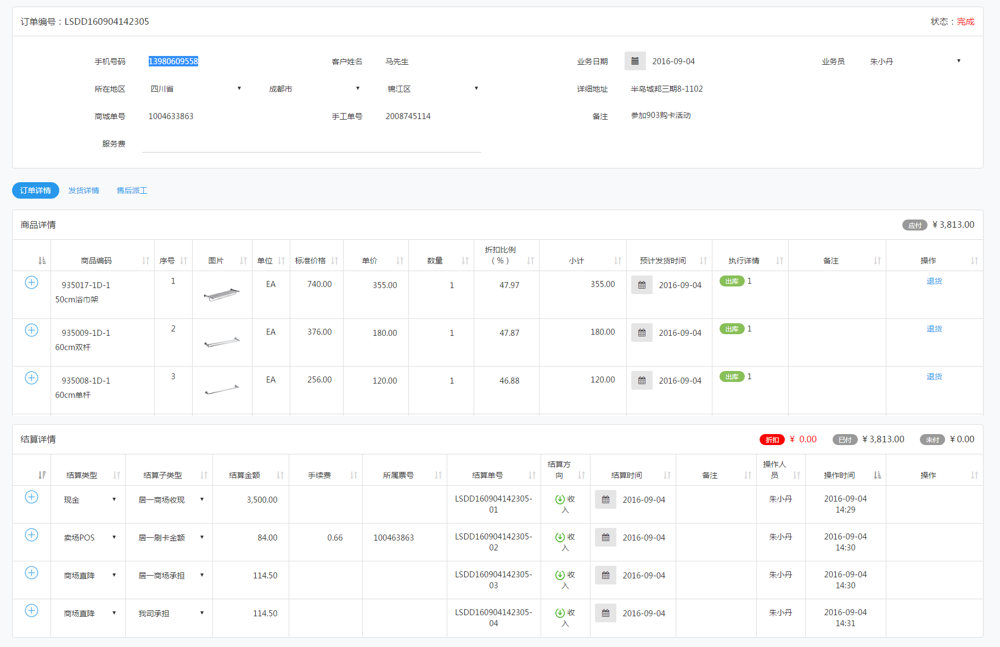 订单编号：LSDD160904142305 状态：完成
手机号码 13980609558 客户姓名 马先生 业务日期 2016-09-04 业务员 朱小丹
所在地区 四川省 成都市 锦江区 详细地址 半岛城邦三期8-1102
商城单号 1004633863 手工单号 2008745114 备注 参加903购卡活动
服务费
订单详情 发货详情 售后派工
商品详情 应付 ¥3,813.00
商品编码 序号 图片 单位 标准价格 单价 数量 折扣比例（%） 小计 预计发货时间 执行详情 备注 操作
935017-1D-1 1 EA 740.00 355.00 1 47.97 355.00 2016-09-04 出库 1 退货
50cm浴巾架
935009-1D-1 2 EA 376.00 180.00 1 47.87 180.00 2016-09-04 出库 1 退货
60cm双杆
935008-1D-1 3 EA 256.00 120.00 1 46.88 120.00 2016-09-04 出库 1 退货
60cm单杆
结算详情 折扣 ¥ 0.00 已付 ¥3,813.00 未付 ¥0.00
结算类型 结算子类型 结算金额 手续费 所属票号 结算单号 结算方向 结算时间 备注 操作人员 操作时间 操作
现金 居一商场收现 3,500.00 LSDD160904142305-01 收入 2016-09-04 朱小丹 2016-09-04 14:29
卖场POS 居一刷卡金额 84.00 0.66 100463863 LSDD160904142305-02 收入 2016-09-04 朱小丹 2016-09-04 14:30
商场直降 居一商场承担 114.50 LSDD160904142305-03 收入 2016-09-04 朱小丹 2016-09-04 14:30
商场直降 我司承担 114.50 LSDD160904142305-04 收入 2016-09-04 朱小丹 2016-09-04 14:31